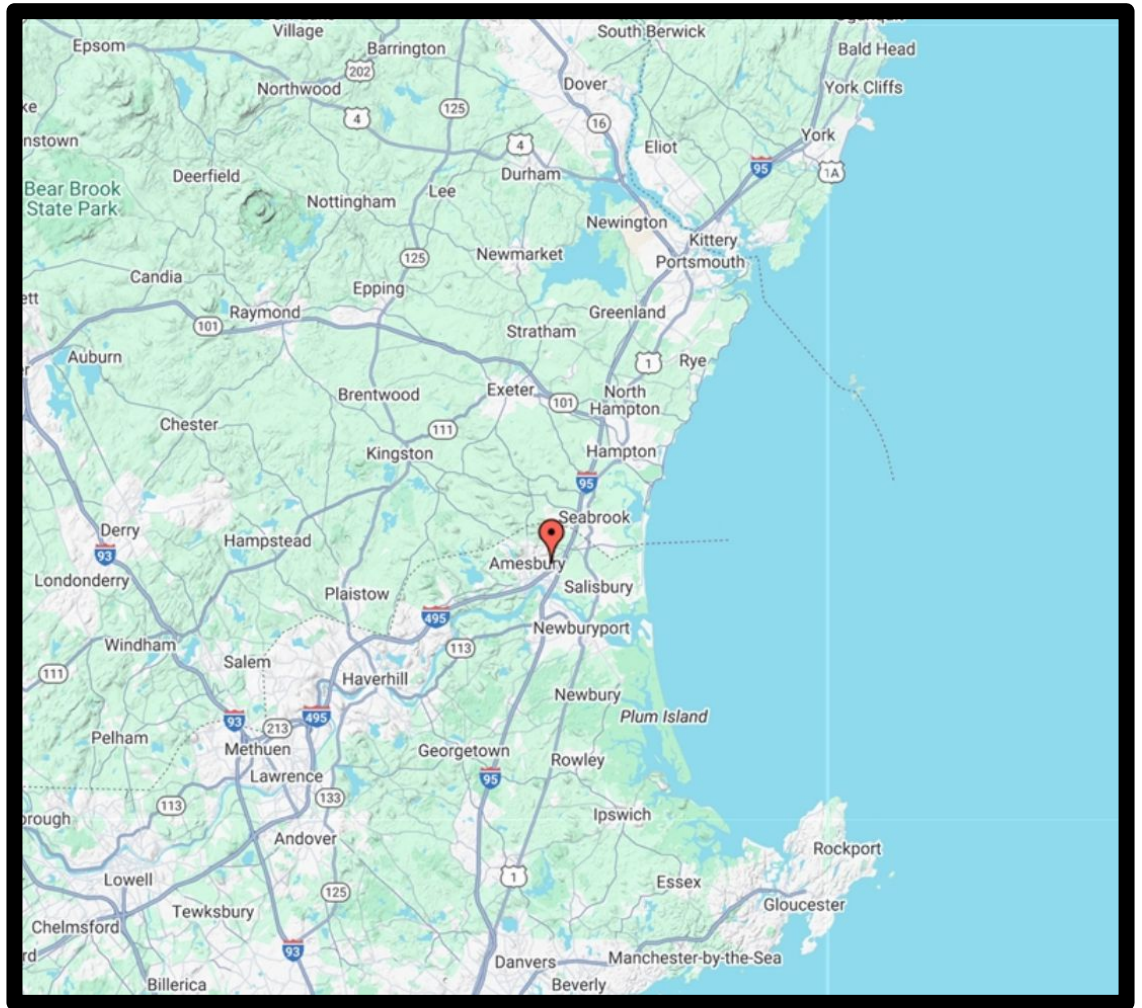 Village
South Berwick
Epsom
Barrington
Bald Head
202
Dover
York Cliffs
Northwood
125
4
16
York
4
Eliot
95
1A
Durham
Deerfield
Bear Brook
State Park
Lee
Nottingham
Newington
Kittery
Newmarket
Portsmouth
125
Candia
Epping
Raymond
Greenland
101
Stratham
Auburn
1
Rye
Brentwood
Exeter
101
North
Hampton
Chester
111
Kingston
Hampton
95
Seabrook
Derry
Hampstead
93
Amesbury
Londonderry
Salisbury
Plaistow
495
Newburyport
Windham
113
Salem
111
Haverhill
Newbury
Plum Island
93
495
213
Pelham
Methuen
Georgetown
Rowley
Lawrence
95
133
113
Ipswich
Andover
Rockport
Lowell
1
Essex
125
Gloucester
Tewksbury
Chelmsford
93
Danvers
Manchester-by-the-Sea
Billerica
Beverly